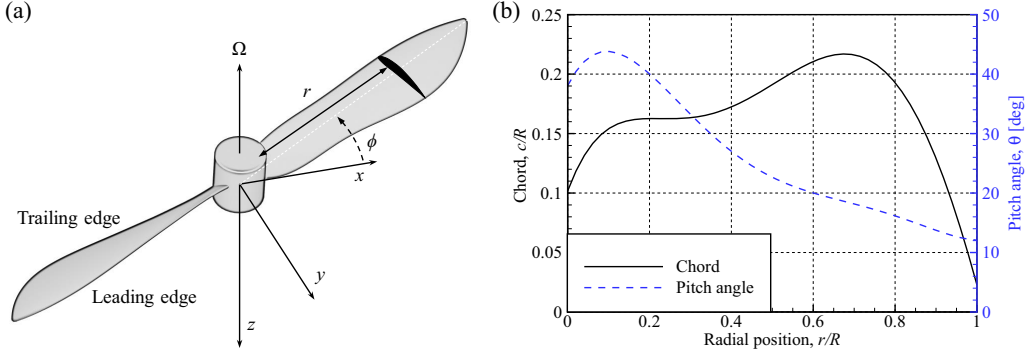 (a)
Ω
r
ϕ
x
Trailing edge
Leading edge
y
z
(b)
0.25
0.2
0.15
0.1
0.05
0
Chord, c/R
50
40
30
20
10
0
Pitch angle, θ [deg]
Chord
Pitch angle
0 0.2 0.4 0.6 0.8 1
Radial position, r/R